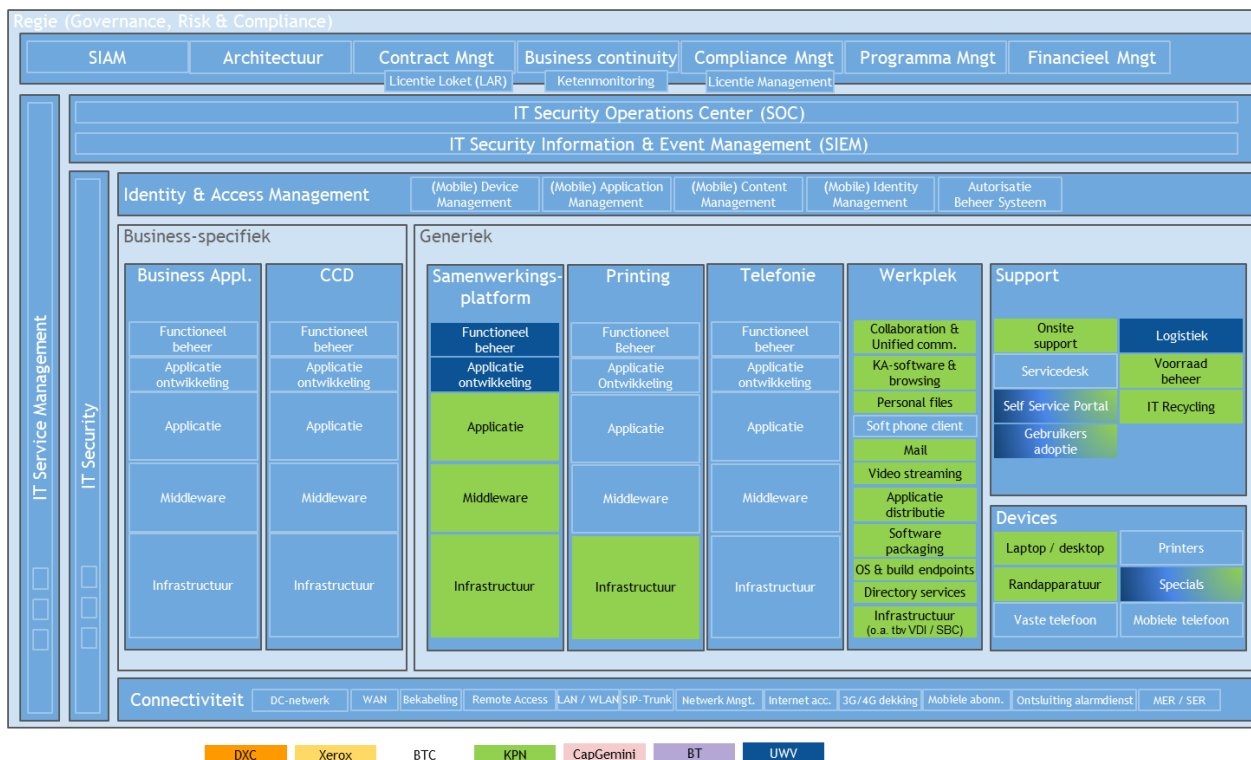 Regie (Governance, Risk & Compliance)
SIAM
Architectuur
Contract Mngt
Business continuity
Compliance Mngt
Programma Mngt
Financieel Mngt
Licentie Loket (LAR)
Ketenmonitoring
Licentie Management
IT Service Management
IT Security Operations Center (SOC)
IT Security Information & Event Management (SIEM)
IT Security
Identity & Access Management
(Mobile) Device
Management
(Mobile) Application
Management
(Mobile) Content
Management
(Mobile) Identity
Management
Autorisatie
Beheer Systeem
Business-specifiek
Business Appl.
Functioneel
beheer
Applicatie
ontwikkeling
Applicatie
Middleware
Infrastructuur
CCD
Functioneel
beheer
Applicatie
ontwikkeling
Applicatie
Middleware
Infrastructuur
Generiek
Samenwerkings-
platform
Functioneel
beheer
Applicatie
ontwikkeling
Applicatie
Middleware
Infrastructuur
Printing
Functioneel
Beheer
Applicatie
Ontwikkeling
Applicatie
Middleware
Infrastructuur
Telefonie
Functioneel
beheer
Applicatie
ontwikkeling
Applicatie
Middleware
Infrastructuur
Werkplek
Collaboration &
Unified comm.
KA-software &
browsing
Personal files
Soft phone client
Mail
Video streaming
Applicatie
distributie
Software
packaging
OS & build endpoints
Directory services
Infrastructuur
(o.a. tbv VDI / SBC)
Support
Onsite
support
Logistiek
Servicedesk
Voorraad
beheer
Self Service Portal
IT Recycling
Gebruikers
adoptie
Devices
Laptop / desktop
Printers
Randapparatuur
Specials
Vaste telefoon
Mobiele telefoon
Connectiviteit
DC-netwerk
WAN
Bekabeling
Remote Access
LAN / WLAN
SIP-Trunk
Netwerk Mngt.
Internet acc.
3G/4G dekking
Mobiele abonn.
Ontsluiting alarmdienst
MER / SER
DXC
Xerox
BTC
KPN
CapGemini
BT
UWV